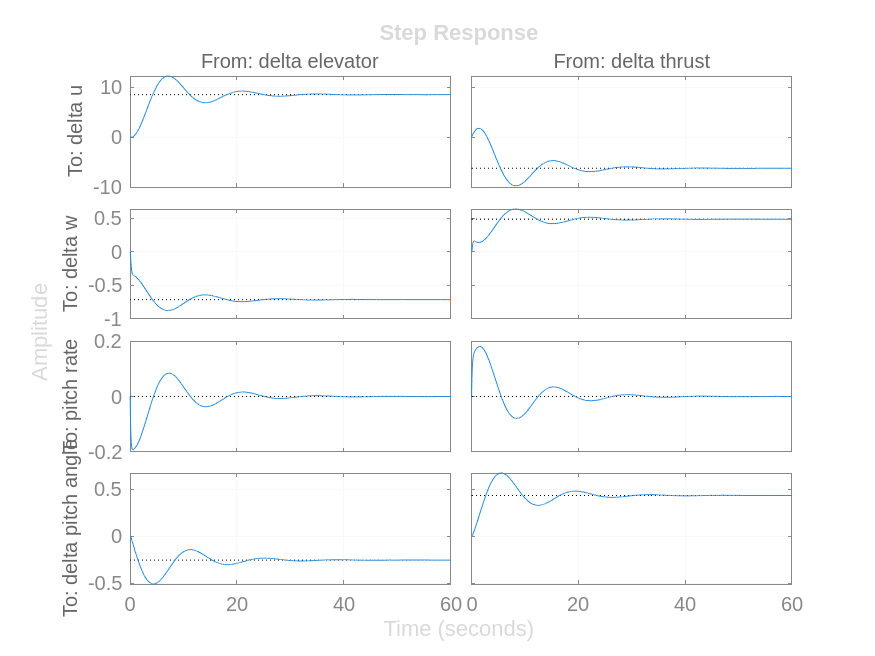 Step Response
From: delta elevator
From: delta thrust
To: delta u
10
0
-10
To: delta w
0.5
0
-0.5
-1
Amplitude
To: pitch rate
0.2
0
-0.2
To: delta pitch angle
0.5
0
-0.5
0 20 40 60 0 20 40 60
Time (seconds)